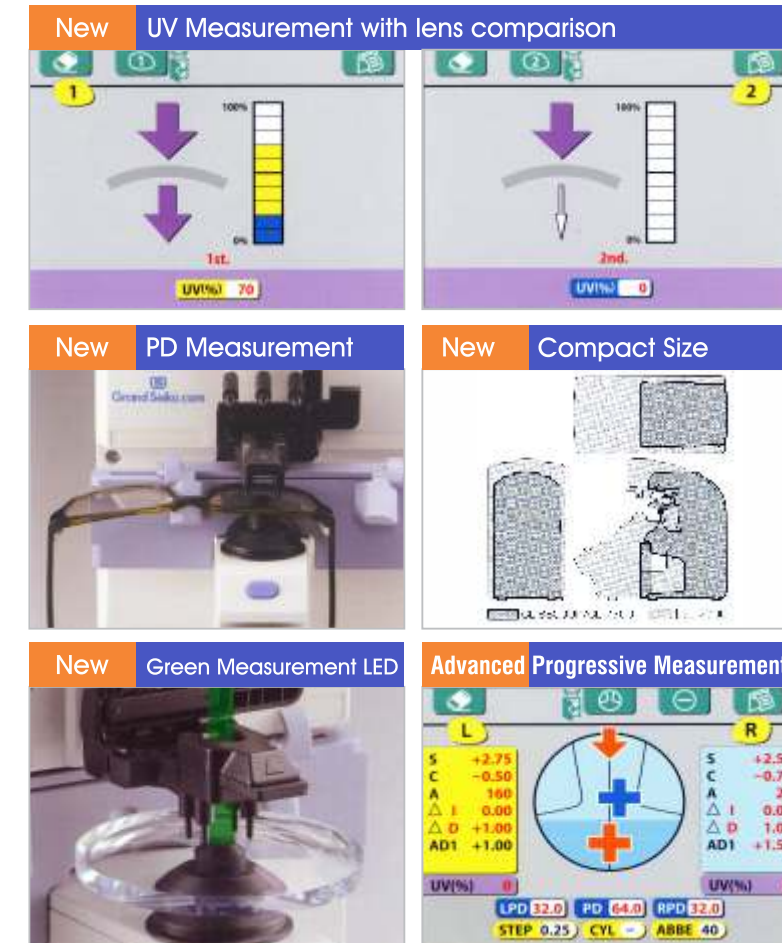 New UV Measurement with lens comparison
1
100%
0%
1st.
UV(%) 70
2
100%
0%
2nd.
UV(%) 0
New PD Measurement
GrandSeiko.com
New Compact Size
New Green Measurement LED
Advanced Progressive Measurement
L
R
S +2.75
C -0.50
A 160
△ I 0.00
△ D +1.00
AD1 +1.00
UV(%) 0
S
C
A
△ I
△ D
AD1
UV(%)
LPD 32.0 PD 64.0 RPD 32.0
STEP 0.25 CYL - ABBE 40